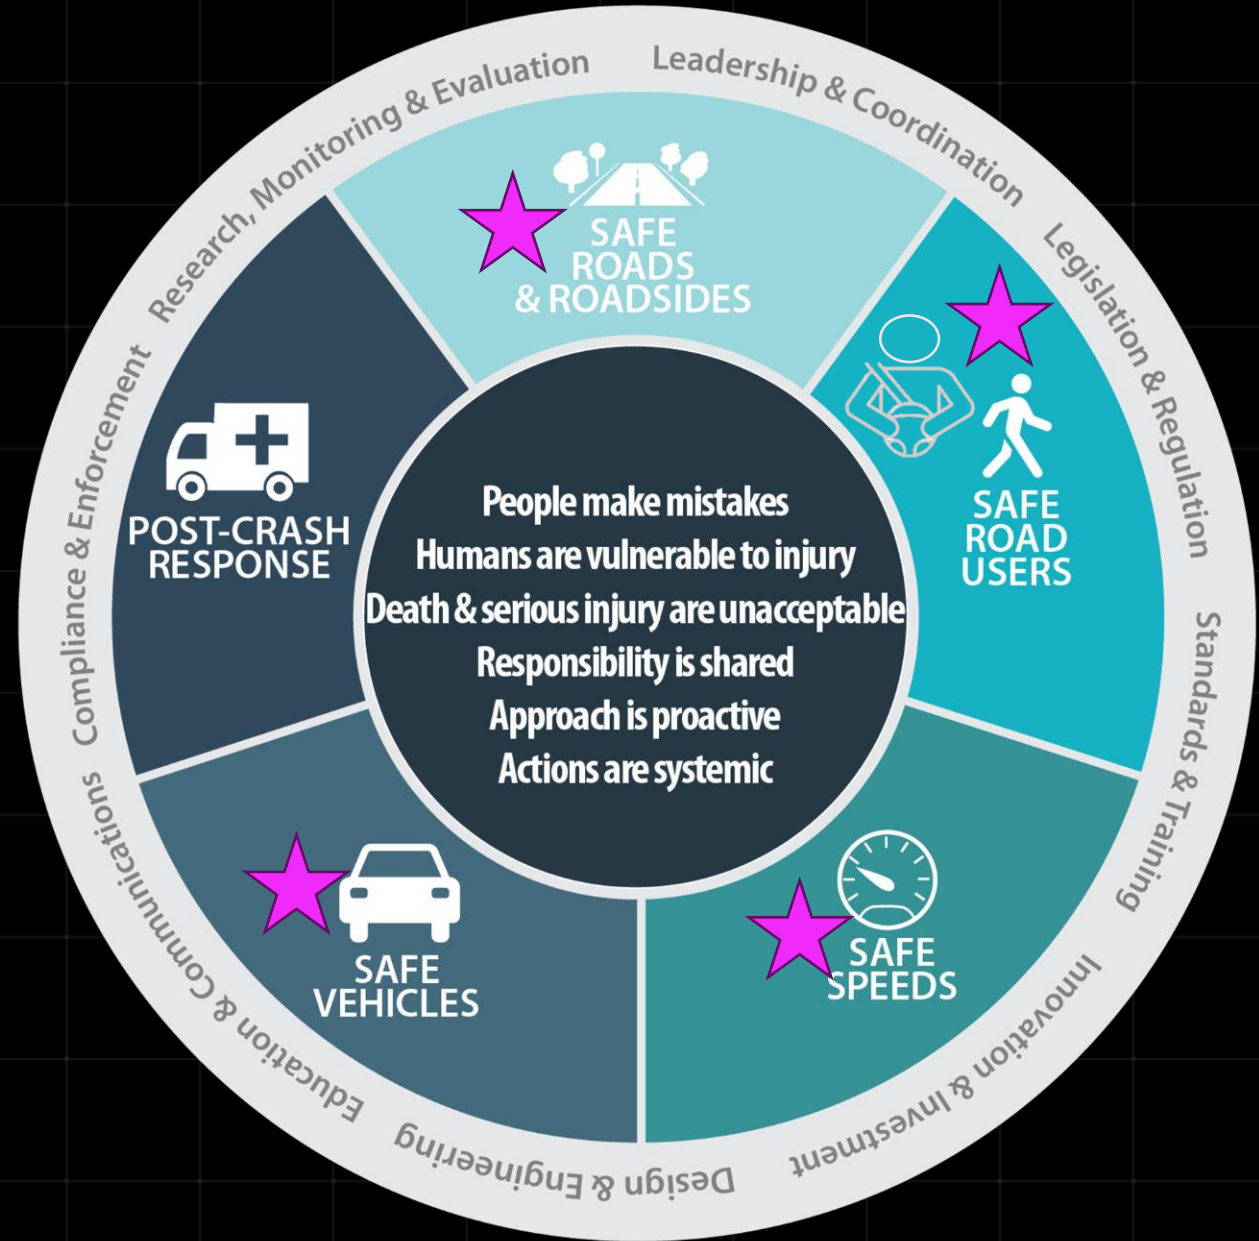 Research, Monitoring & Evaluation
Leadership & Coordination
Legislation & Regulation
Standards & Training
Innovation & Investment
Design & Engineering
Education & Communications
Compliance & Enforcement
SAFE
ROADS
& ROADSIDES
SAFE
ROAD
USERS
SAFE
SPEEDS
SAFE
VEHICLES
POST-CRASH
RESPONSE
People make mistakes
Humans are vulnerable to injury
Death & serious injury are unacceptable
Responsibility is shared
Approach is proactive
Actions are systemic